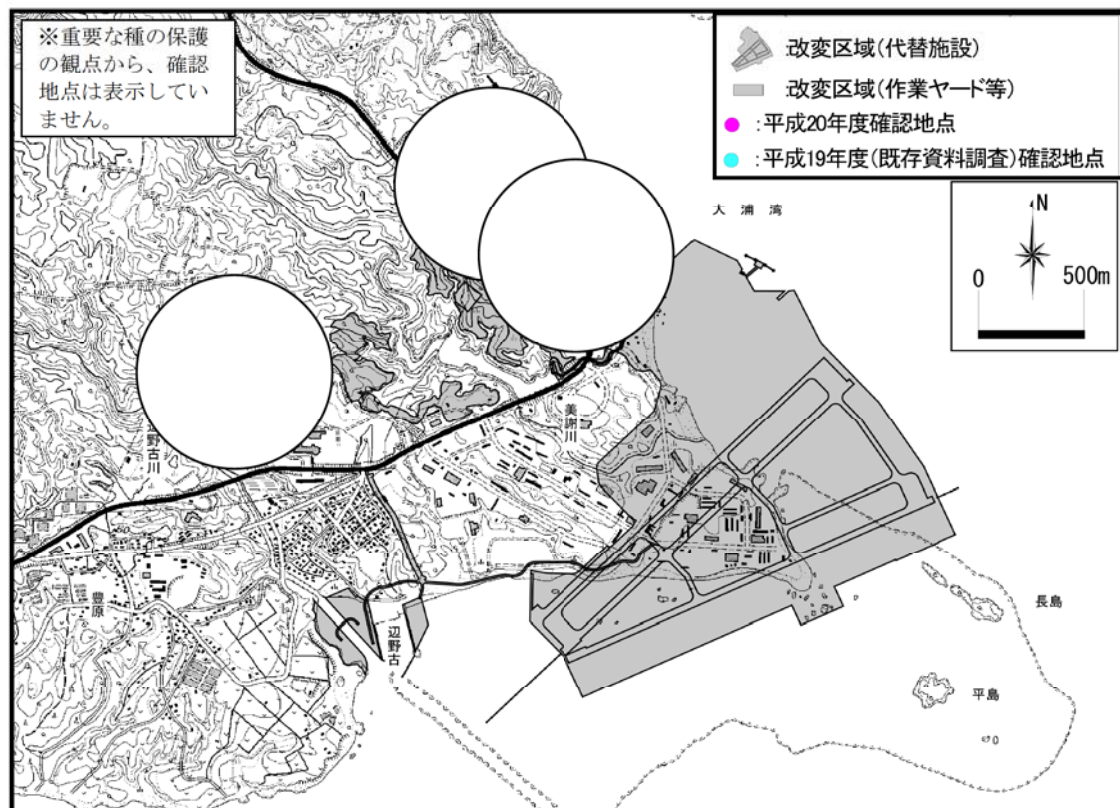 ※重要な種の保護
の観点から、確認
地点は表示してい
ません。
:改変区域(代替施設)
:改変区域(作業ヤード等)
:平成20年度確認地点
:平成19年度(既存資料調査)確認地点
大浦湾
N
0 500m
美謝川
野古川
豊原
辺野古
長島
平島